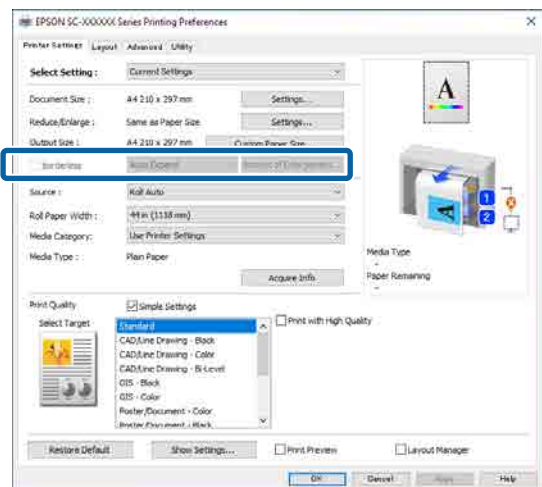 EPSON SC-XXXXXX Series Printing Preferences
Printer Settings Layout Advanced Utility
Select Setting : Current Settings
Document Size : A4 210 x 297 mm Settings...
Reduce/Enlarge : Same as Paper Size Settings...
Output Size : A4 210 x 297 mm Custom Paper Size...
Borderless Auto Expand Amount of Enlargement...
Source : Roll Auto
Roll Paper Width : 44 in (1118 mm)
Media Category: Use Printer Settings
Media Type : Plain Paper
Acquire Info
A
1
2
Media Type
-
Paper Remaining
-
Print Quality Simple Settings
Select Target
Standard
CAD/Line Drawing - Black
CAD/Line Drawing - Color
CAD/Line Drawing - Bi-Level
GIS - Black
GIS - Color
Poster/Document - Color
Poster/Document - Black
Print with High Quality
Restore Default Show Settings... Print Preview Layout Manager
OK Cancel Apply Help